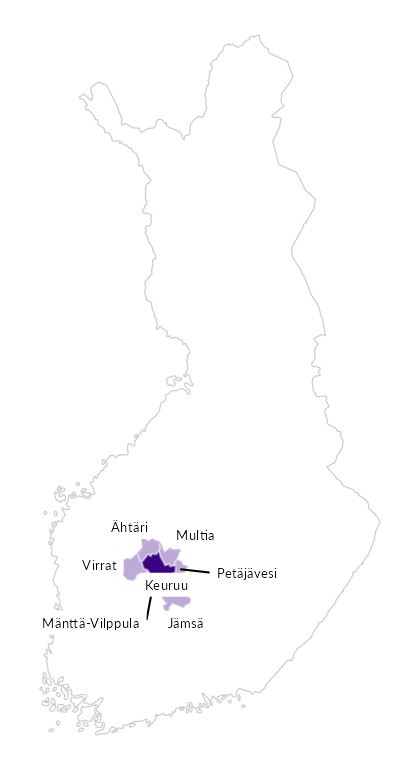 Ähtäri
Multia
Virrat
Petäjävesi
Keuruu
Mänttä-Vilppula
Jämsä